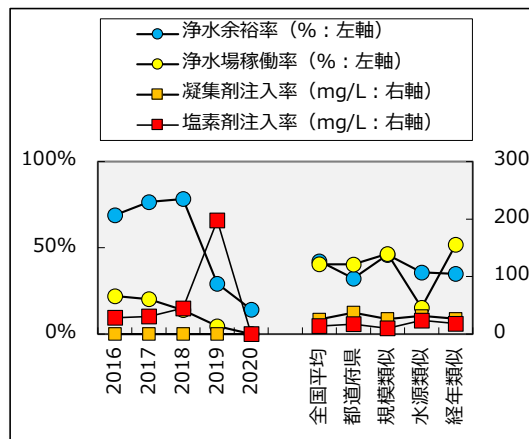 浄水余裕率（%：左軸）
浄水場稼働率（%：左軸）
凝集剤注入率（mg/L：右軸）
塩素剤注入率（mg/L：右軸）
100%
50%
0%
300
200
100
0
2016
2017
2018
2019
2020
全国平均
都道府県
規模類似
水源類似
経年類似